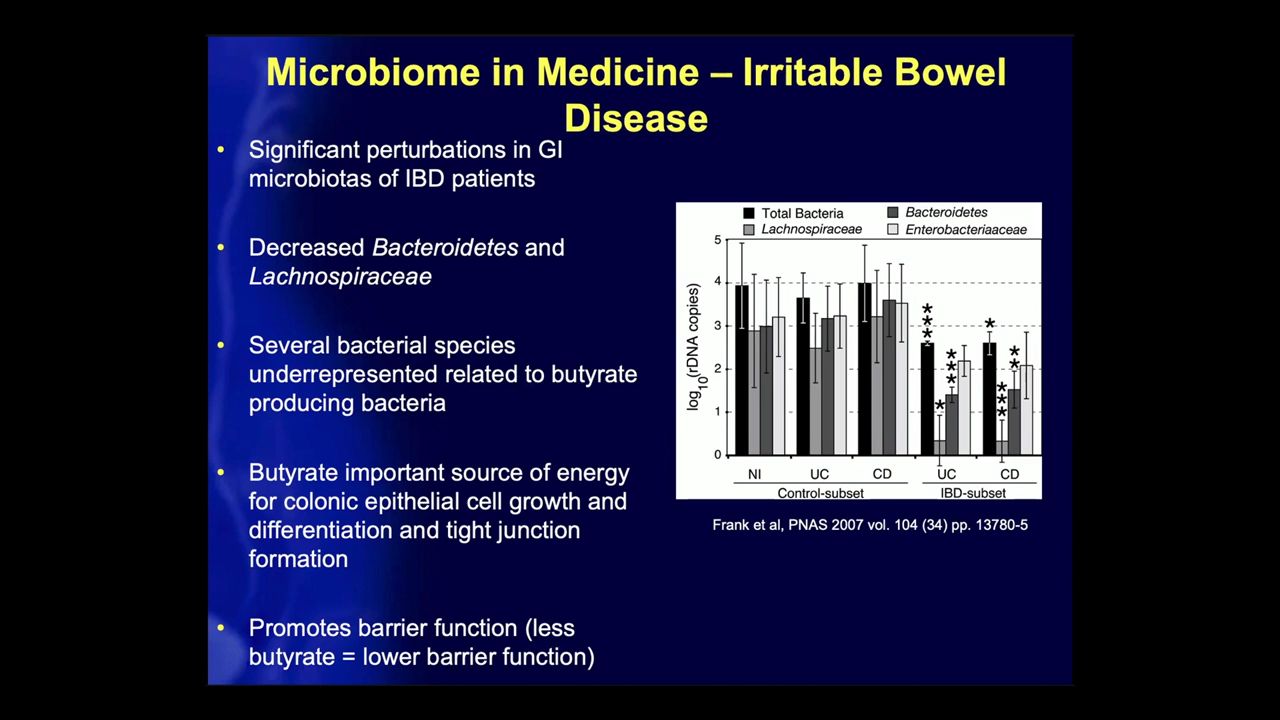 Microbiome in Medicine – Irritable Bowel
Disease
• Significant perturbations in GI
microbiotas of IBD patients
• Decreased Bacteroidetes and
Lachnospiraceae
• Several bacterial species
underrepresented related to butyrate
producing bacteria
• Butyrate important source of energy
for colonic epithelial cell growth and
differentiation and tight junction
formation
• Promotes barrier function (less
butyrate = lower barrier function)
Total Bacteria
Bacteroidetes
Lachnospiraceae
Enterobacteriaaceae
log10(rDNA copies)
5
4
3
2
1
0
***
*
***
*
***
**
NI UC CD UC CD
Control-subset IBD-subset
Frank et al, PNAS 2007 vol. 104 (34) pp. 13780-5